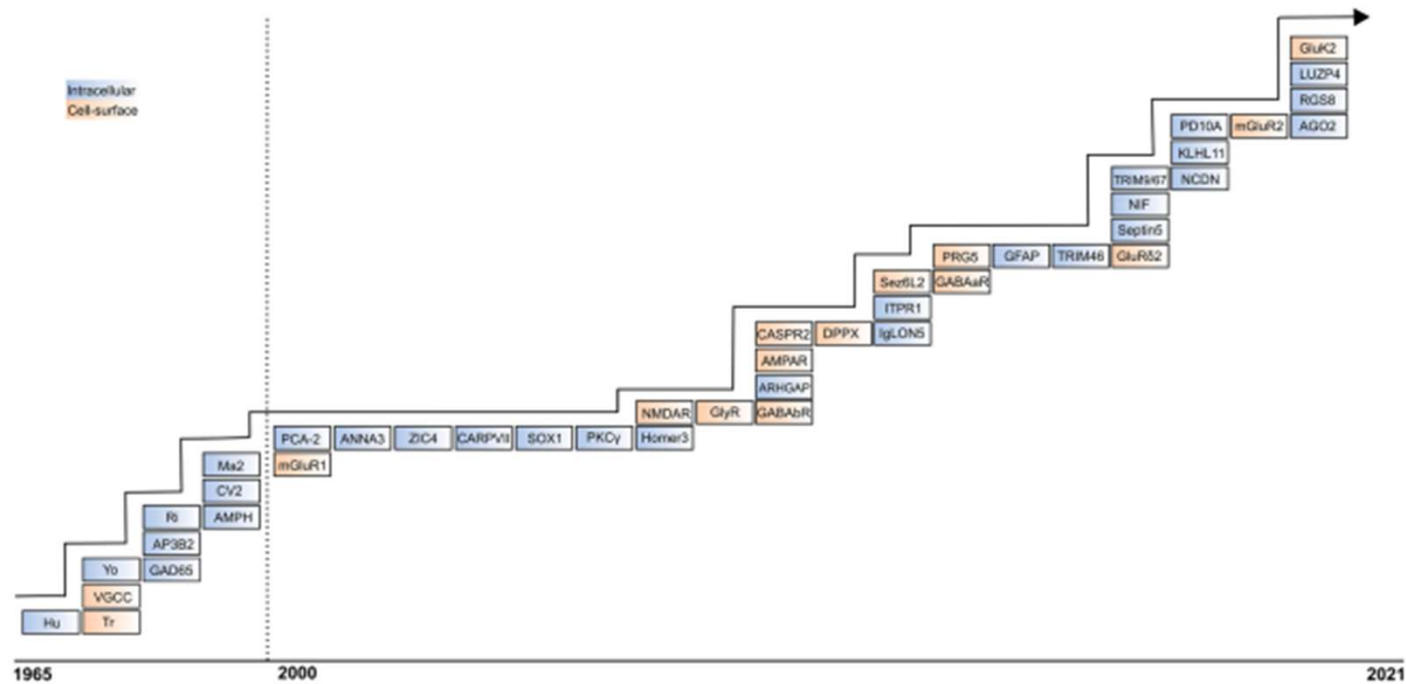 Intracellular
Cell-surface
Hu
Yo
VGCC
Tr
Ri
AP3B2
GAD65
Ma2
CV2
AMPH
PCA-2
mGluR1
ANNA3
ZIC4
CARPVIII
SOX1
PKCγ
NMDAR
Homer3
GlyR
CASPR2
AMPAR
ARHGAP
GABAbR
DPPX
Sez6L2
ITPR1
IgLON5
PRG5
GABAaR
GFAP
TRIM46
TRIM9/67
NIF
Septin5
GluRδ2
PD10A
KLHL11
NCDN
mGluR2
GluK2
LUZP4
RGS8
AGO2
1965
2000
2021